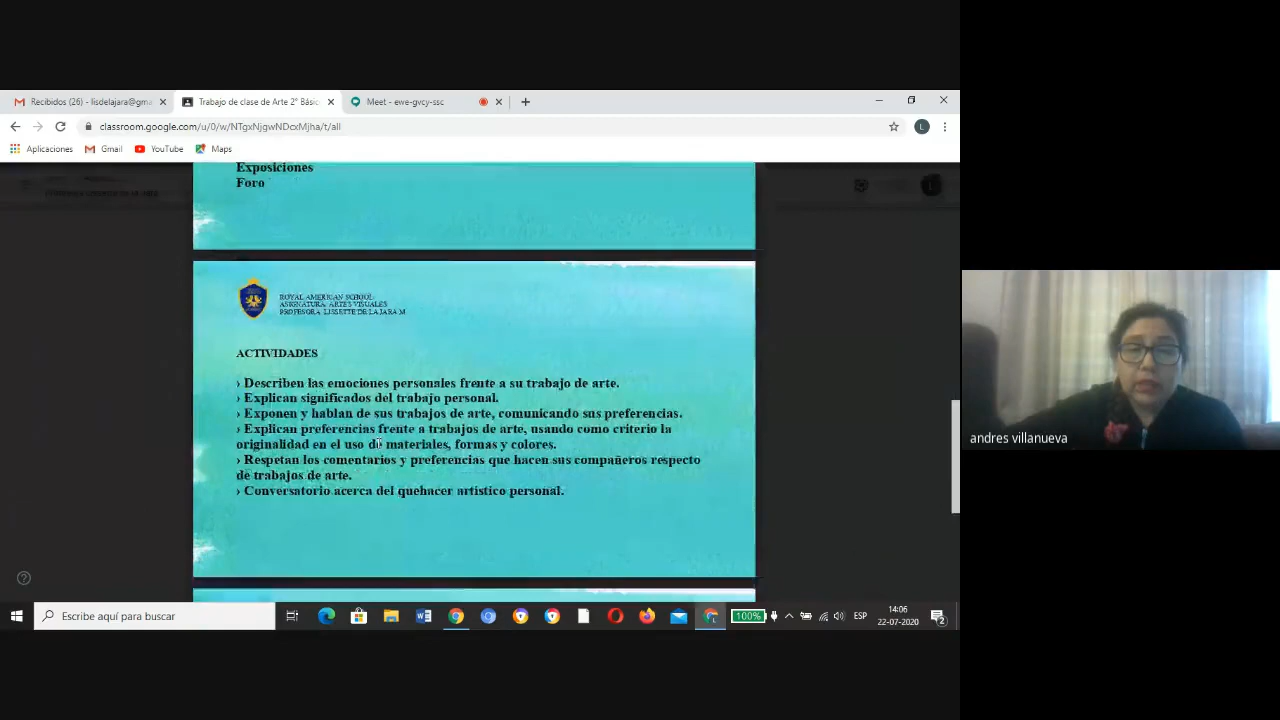 Recibidos (26) - lisdelajara@gma
Trabajo de clase de Arte 2° Básic
Meet - ewe-gvcy-ssc
classroom.google.com/u/0/w/NTgxNjgwNDcxMjha/t/all
Aplicaciones
Gmail
YouTube
Maps
L
Exposiciones
Foro
ROYAL AMERICAN SCHOOL
ASIGNATURA: ARTES VISUALES
PROFESORA: LISSETTE DE LA JARA M
ACTIVIDADES
› Describen las emociones personales frente a su trabajo de arte.
› Explican significados del trabajo personal.
› Exponen y hablan de sus trabajos de arte, comunicando sus preferencias.
› Explican preferencias frente a trabajos de arte, usando como criterio la
originalidad en el uso de materiales, formas y colores.
› Respetan los comentarios y preferencias que hacen sus compañeros respecto
de trabajos de arte.
› Conversatorio acerca del quehacer artístico personal.
andres villanueva
Escribe aquí para buscar
100%
ESP
14:06
22-07-2020
2